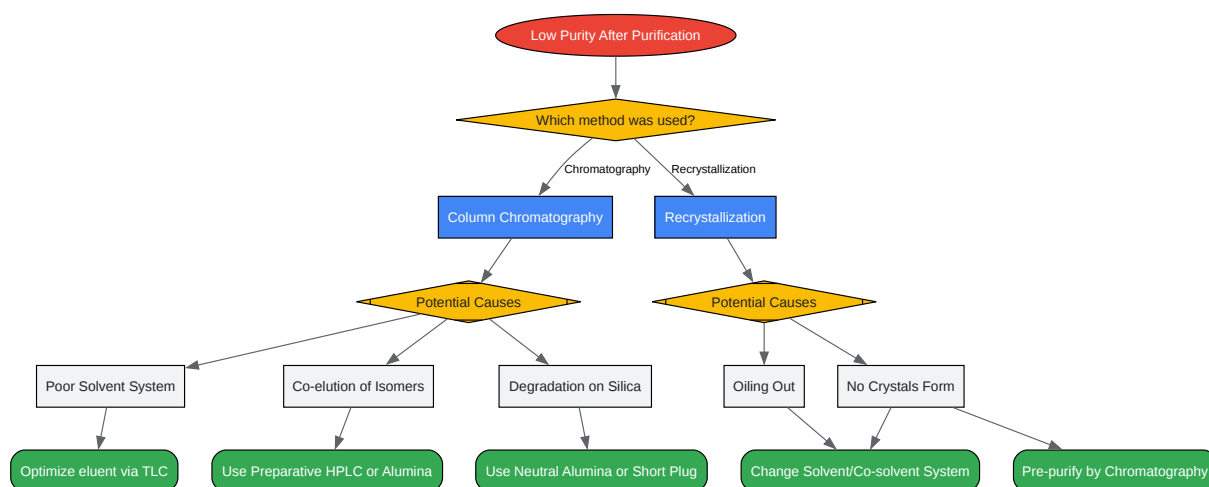 Low Purity After Purification
Which method was used?
Chromatography
Recrystallization
Column Chromatography
Recrystallization
Potential Causes
Potential Causes
Poor Solvent System
Co-elution of Isomers
Degradation on Silica
Oiling Out
No Crystals Form
Optimize eluent via TLC
Use Preparative HPLC or Alumina
Use Neutral Alumina or Short Plug
Change Solvent/Co-solvent System
Pre-purify by Chromatography